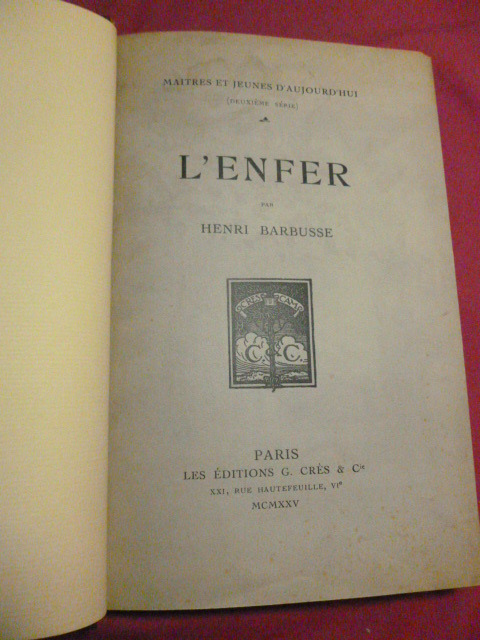 MAITRES ET JEUNES D'AUJOURD'HUI
(DEUXIÈME SÉRIE)
L'ENFER
PAR
HENRI BARBUSSE
C & C
PARIS
LES ÉDITIONS G. CRÈS & Cie
XXI, RUE HAUTEFEUILLE, VIe
MCMXXV